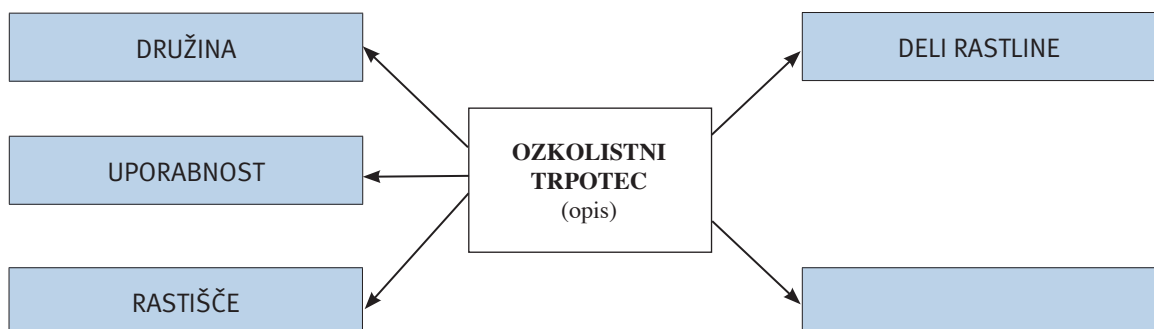 DRUŽINA
DELI RASTLINE
OZKOLISTNI
TRPOTEC
(opis)
UPORABNOST
RASTIŠČE